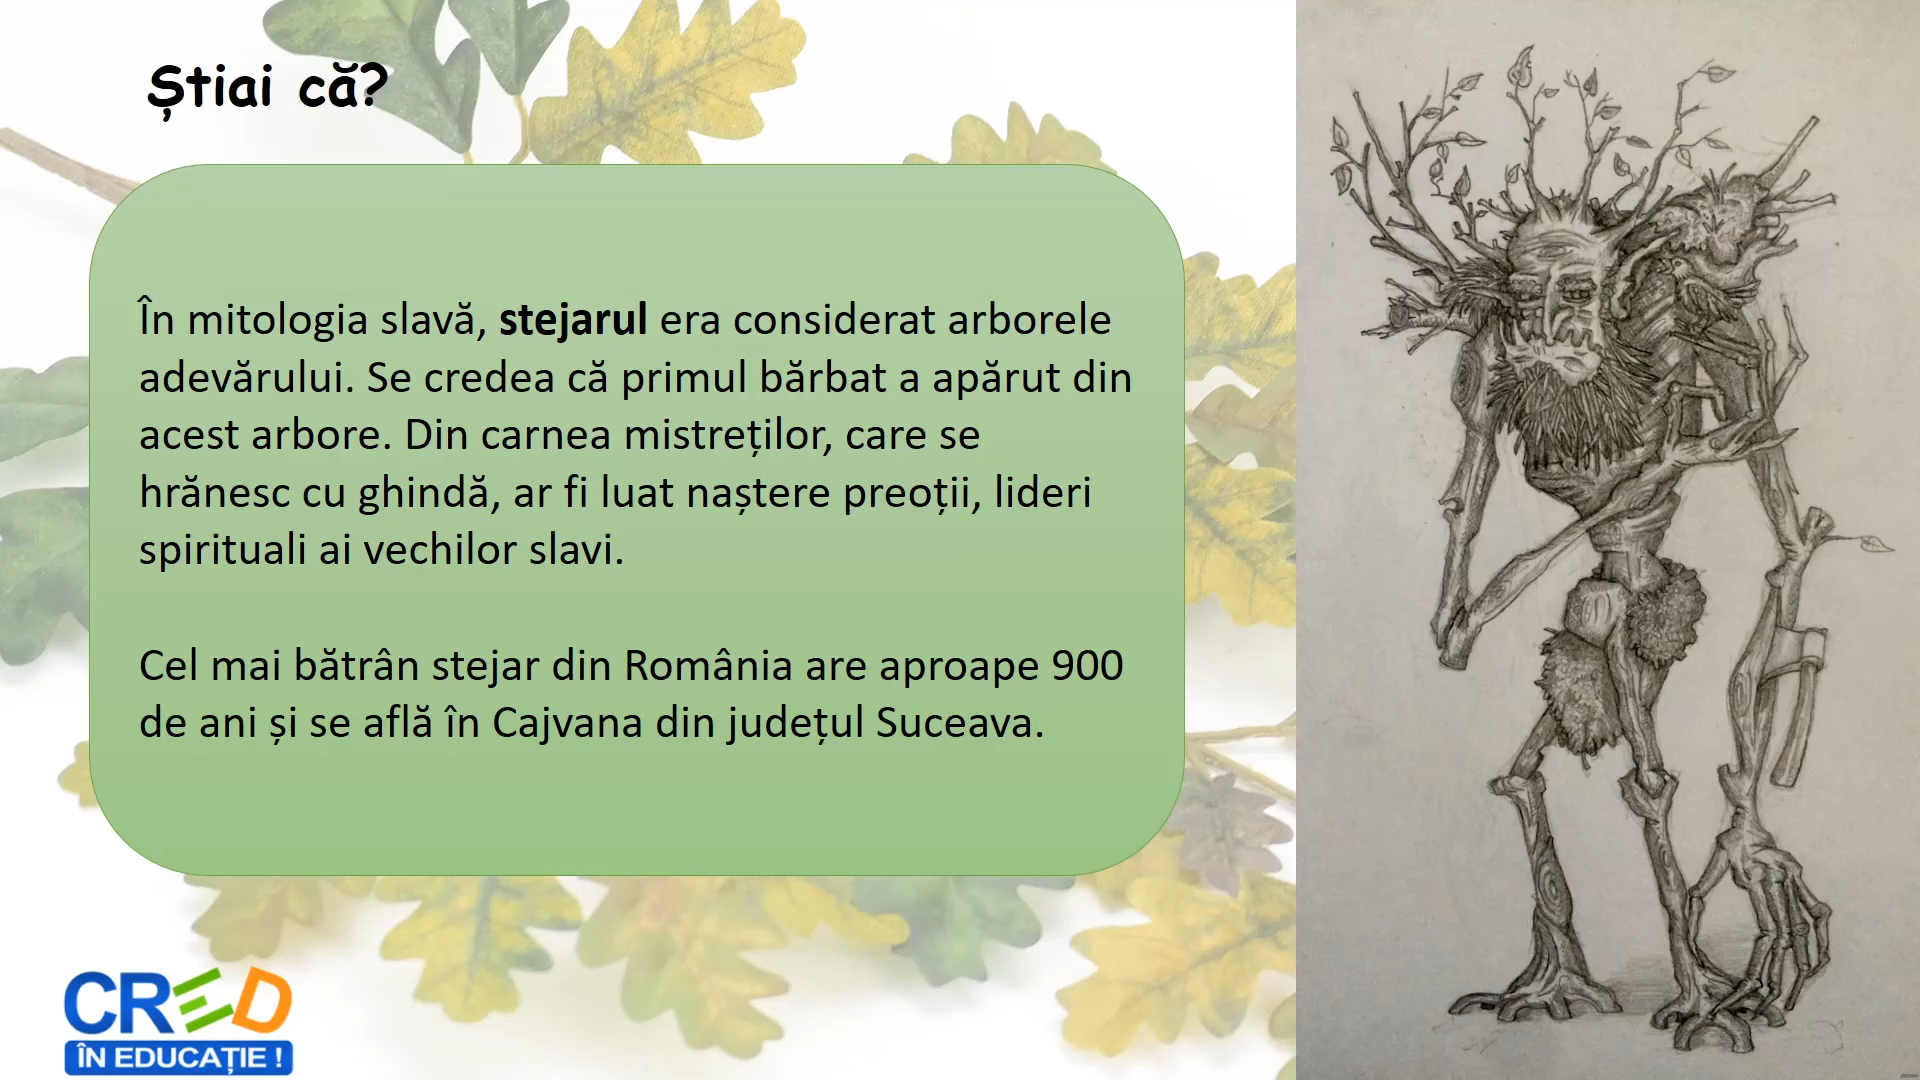 Știai că?
În mitologia slavă, stejarul era considerat arborele
adevărului. Se credea că primul bărbat a apărut din
acest arbore. Din carnea mistreților, care se
hrănesc cu ghindă, ar fi luat naștere preoții, lideri
spirituali ai vechilor slavi.
Cel mai bătrân stejar din România are aproape 900
de ani și se află în Cajvana din județul Suceava.
CRED
ÎN EDUCAȚIE !